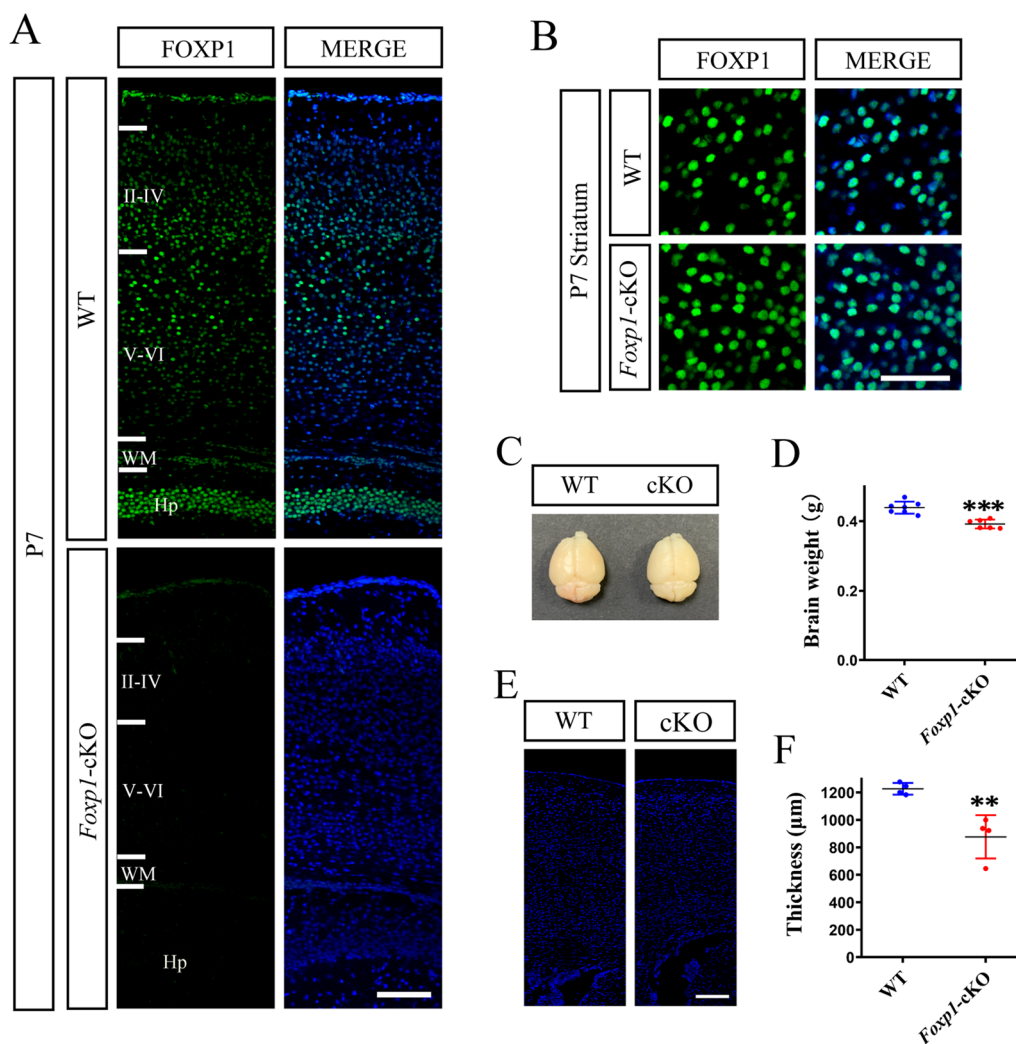 A
FOXP1
MERGE
P7
WT
II-IV
V-VI
WM
Hp
Foxp1-cKO
II-IV
V-VI
WM
Hp
B
FOXP1
MERGE
P7 Striatum
WT
Foxp1-cKO
C
WT cKO
D
Brain weight (g)
0.4
0.2
0.0
***
WT
Foxp1-cKO
E
WT
cKO
F
Thickness (μm)
1200
1000
800
600
400
200
0
**
WT
Foxp1-cKO